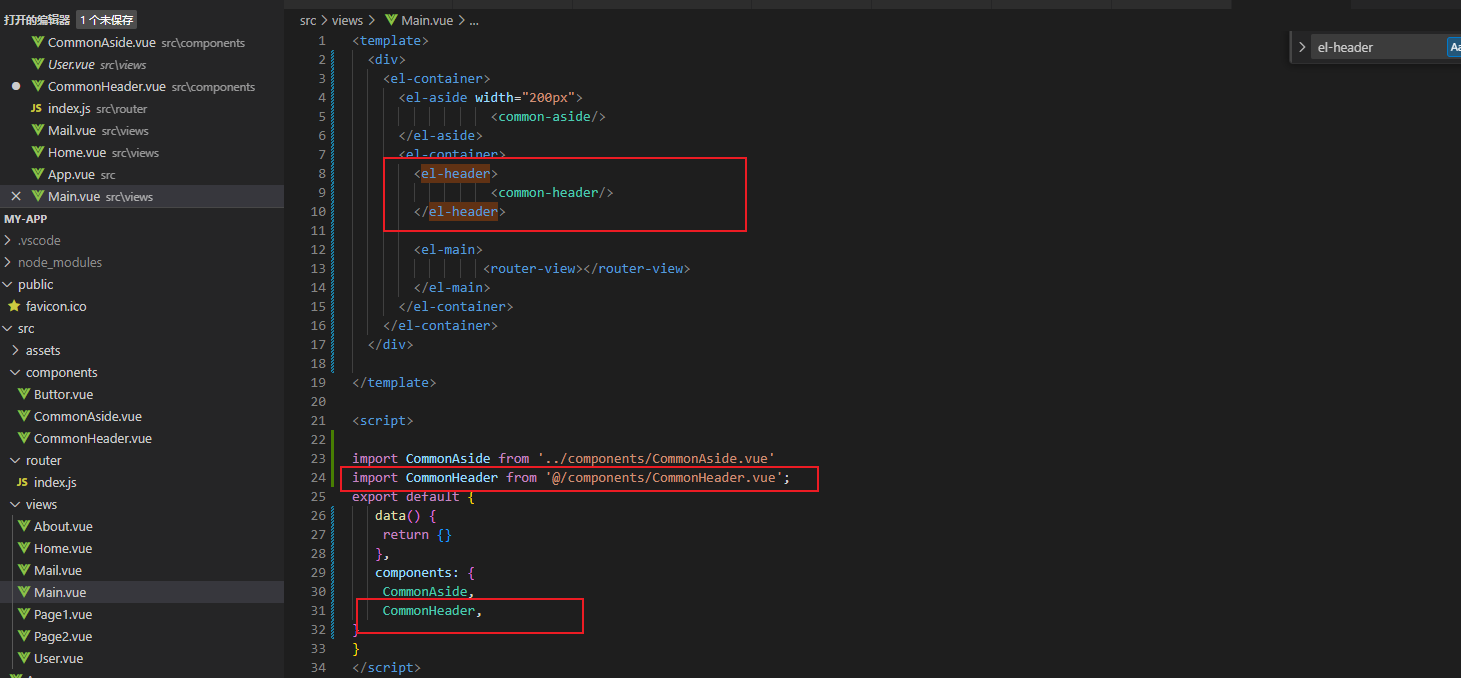 打开的编辑器 1 个未保存
CommonAside.vue src\components
User.vue src\views
CommonHeader.vue src\components
JS index.js src\router
Mail.vue src\views
Home.vue src\views
App.vue src
Main.vue src\views
MY-APP
.vscode
node_modules
public
favicon.ico
src
assets
components
Buttor.vue
CommonAside.vue
CommonHeader.vue
router
JS index.js
views
About.vue
Home.vue
Mail.vue
Main.vue
Page1.vue
Page2.vue
User.vue
src > views > Main.vue > ...
el-header Aa
1 <template>
2 <div>
3 <el-container>
4 <el-aside width="200px">
5 <common-aside/>
6 </el-aside>
7 <el-container>
8 <el-header>
9 <common-header/>
10 </el-header>
11
12 <el-main>
13 <router-view></router-view>
14 </el-main>
15 </el-container>
16 </el-container>
17 </div>
18
19 </template>
20
21 <script>
22
23 import CommonAside from '../components/CommonAside.vue'
24 import CommonHeader from '@/components/CommonHeader.vue';
25 export default {
26 data() {
27 return {}
28 },
29 components: {
30 CommonAside,
31 CommonHeader,
32 }
33 }
34 </script>